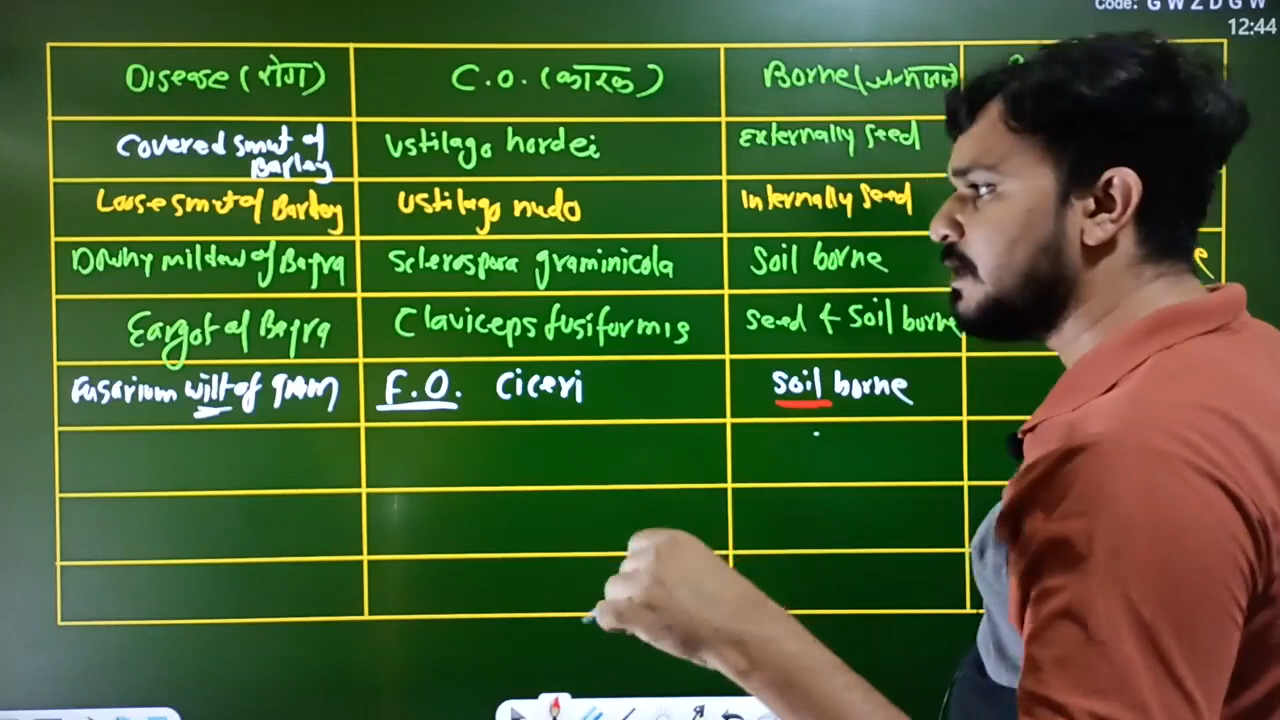 Code: G W Z D G W
12:44
Disease (रोग) C.O. (कारक) Borne
Covered smut of Barley Ustilago hordei Externally seed
Loose smut of Barley Ustilago nuda Internally seed
Downy mildew of Bajra Sclerospora graminicola Soil borne
Eargot of Bajra Claviceps fusiformis Seed & Soil borne
Fusarium wilt of gram F.O. Ciceri Soil borne